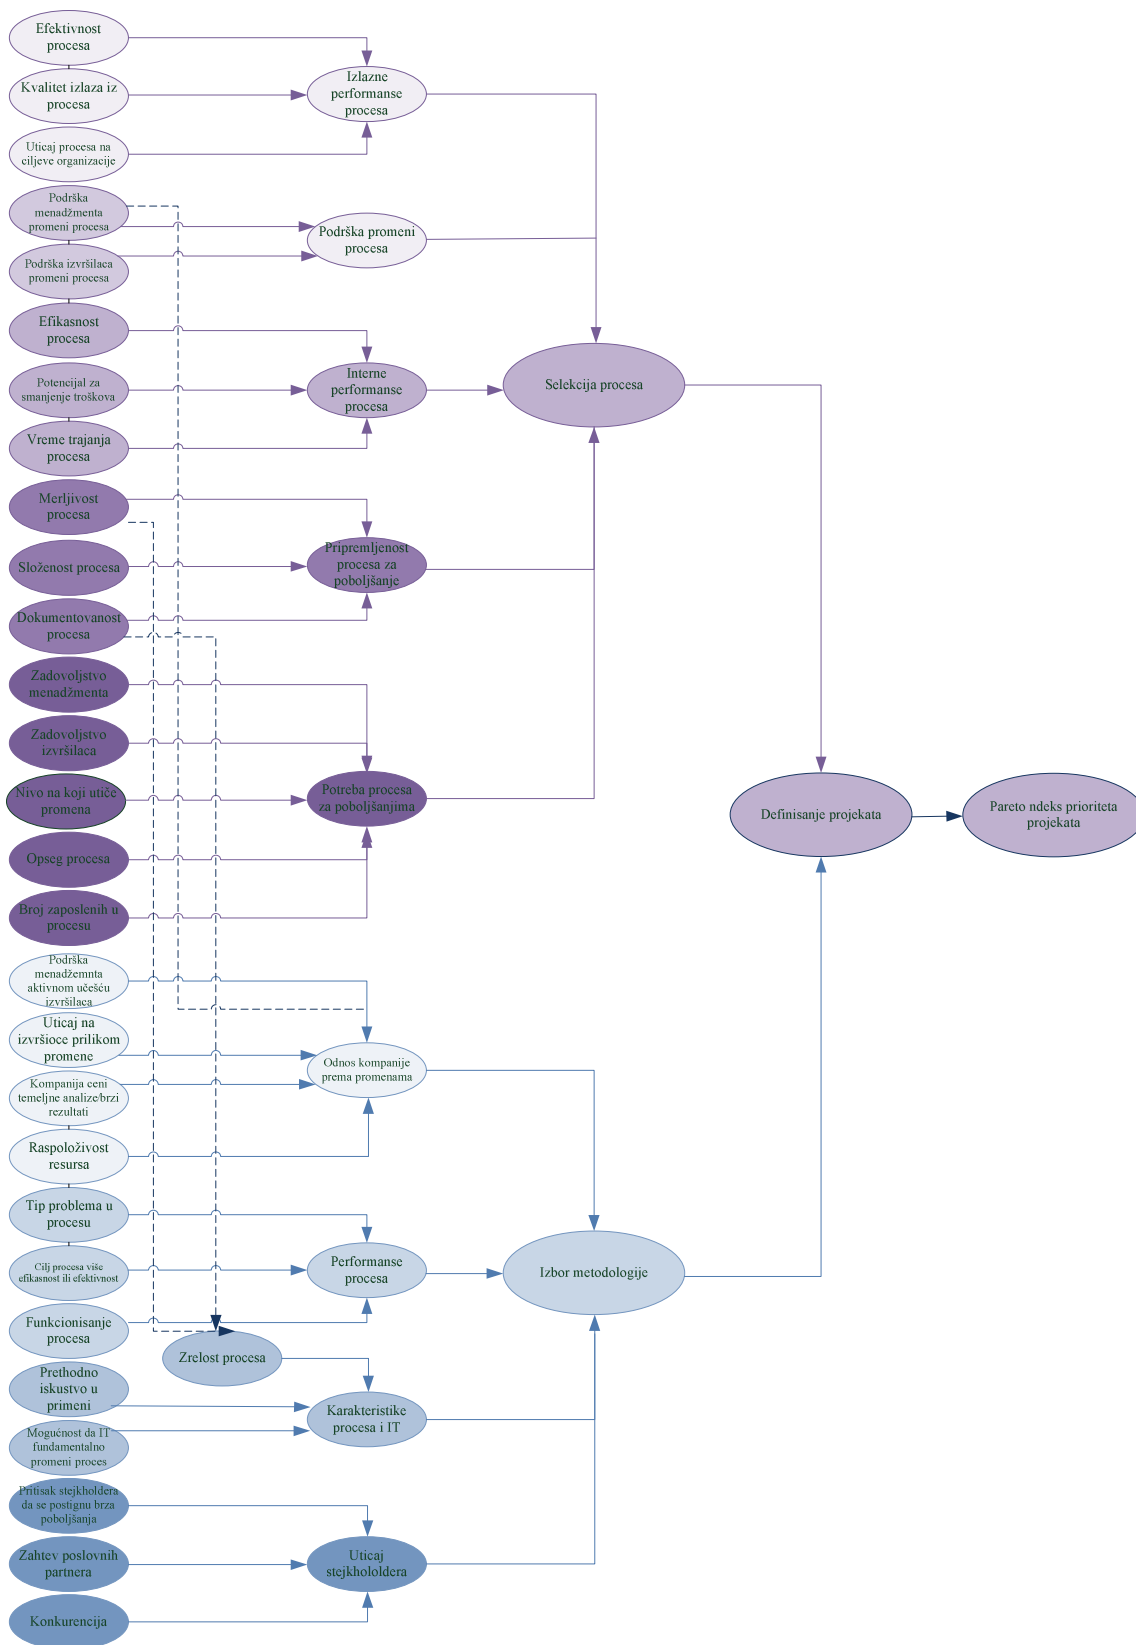 Efektivnost
procesa
Kvalitet izlaza iz
procesa
Uticaj procesa na
ciljeve organizacije
Izlazne
performanse
procesa
Podrška
menadžmenta
promeni procesa
Podrška izvršilaca
promeni procesa
Podrška promeni
procesa
Efikasnost
procesa
Potencijal za
smanjenje troškova
Vreme trajanja
procesa
Interne
performanse
procesa
Selekcija procesa
Merljivost
procesa
Složenost procesa
Dokumentovanost
procesa
Pripremljenost
procesa za
poboljšanje
Zadovoljstvo
menadžmenta
Zadovoljstvo
izvršilaca
Nivo na koji utiče
promena
Opseg procesa
Broj zaposlenih u
procesu
Potreba procesa
za poboljšanjima
Definisanje projekata
Pareto ndeks prioriteta
projekata
Podrška
menadžemnta
aktivnom učešću
izvršilaca
Uticaj na
izvršioce prilikom
promene
Kompanija ceni
temeljne analize/brzi
rezultati
Raspoloživost
resursa
Odnos kompanije
prema promenama
Tip problema u
procesu
Cilj procesa više
efikasnost ili efektivnost
Funkcionisanje
procesa
Performanse
procesa
Izbor metodologije
Zrelost procesa
Prethodno
iskustvo u
primeni
Mogućnost da IT
fundamentalno
promeni proces
Karakteristike
procesa i IT
Pritisak stejkholdera
da se postignu brza
poboljšanja
Zahtev poslovnih
partnera
Konkurencija
Uticaj
stejkhololdera